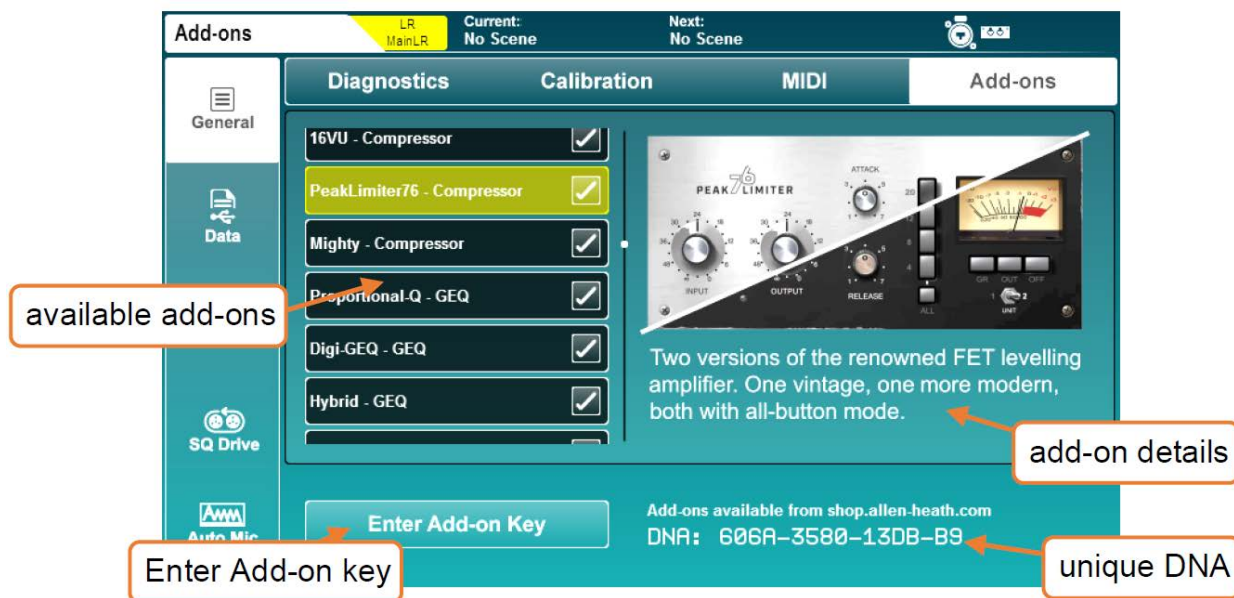 Add-ons
LR
MainLR
Current:
No Scene
Next:
No Scene
General
Data
SQ Drive
Auto Mic
Diagnostics
Calibration
MIDI
Add-ons
16VU - Compressor
PeakLimiter76 - Compressor
Mighty - Compressor
Proportional-Q - GEQ
Digi-GEQ - GEQ
Hybrid - GEQ
PEAK 76 LIMITER
ATTACK
INPUT
OUTPUT
RELEASE
ALL
GR OUT OFF
1 2
UNIT
Two versions of the renowned FET levelling
amplifier. One vintage, one more modern,
both with all-button mode.
Enter Add-on Key
Add-ons available from shop.allen-heath.com
DNA: 606A-3580-13DB-B9
available add-ons
add-on details
Enter Add-on key
unique DNA